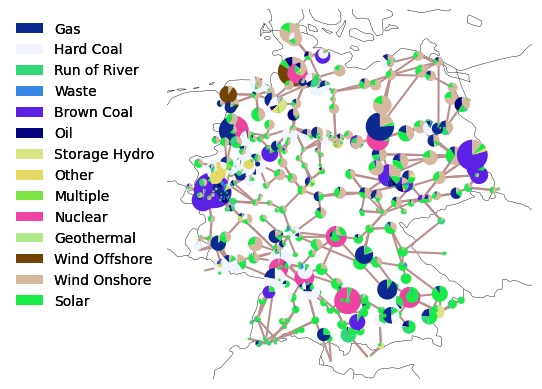 Gas
Hard Coal
Run of River
Waste
Brown Coal
Oil
Storage Hydro
Other
Multiple
Nuclear
Geothermal
Wind Offshore
Wind Onshore
Solar